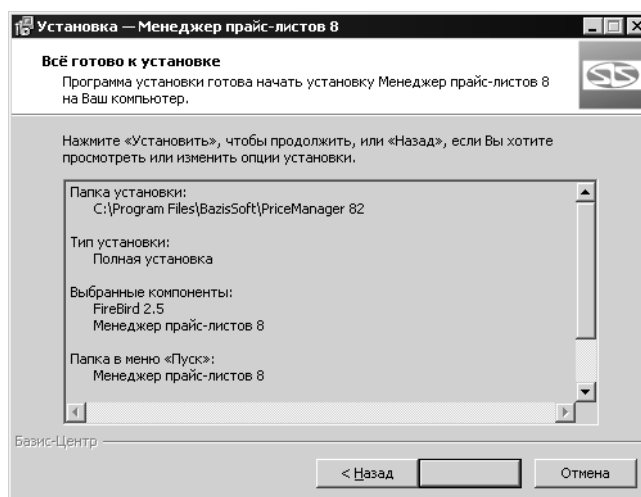 Установка — Менеджер прайс-листов 8
Всё готово к установке
Программа установки готова начать установку Менеджер прайс-листов 8
на Ваш компьютер.
Нажмите «Установить», чтобы продолжить, или «Назад», если Вы хотите
просмотреть или изменить опции установки.
Папка установки:
C:\Program Files\BazisSoft\PriceManager 82
Тип установки:
Полная установка
Выбранные компоненты:
FireBird 2.5
Менеджер прайс-листов 8
Папка в меню «Пуск»:
Менеджер прайс-листов 8
Базис-Центр
< Назад
Отмена